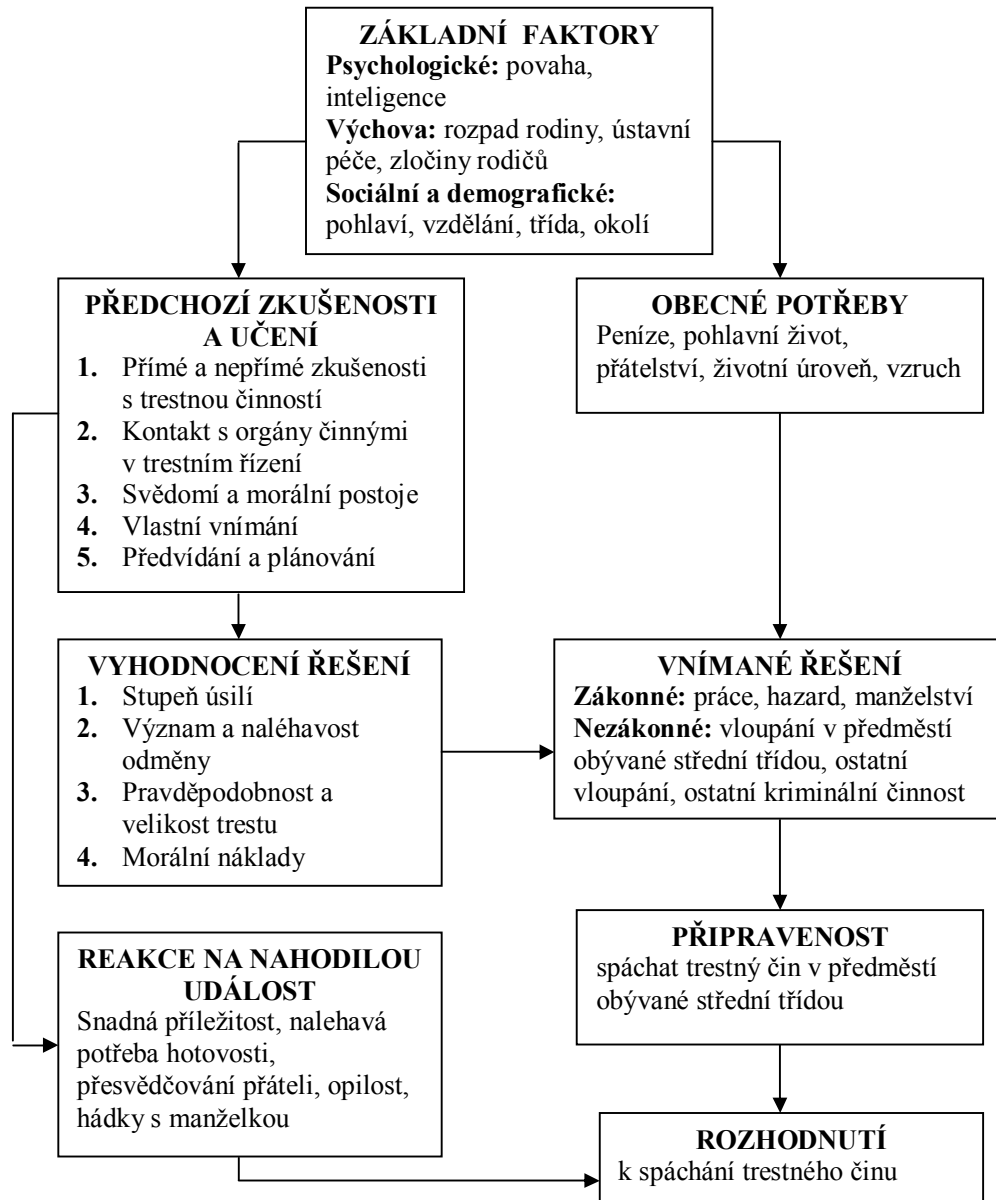 ZÁKLADNÍ FAKTORY
Psychologické: povaha,
inteligence
Výchova: rozpad rodiny, ústavní
péče, zločiny rodičů
Sociální a demografické:
pohlaví, vzdělání, třída, okolí
PŘEDCHOZÍ ZKUŠENOSTI
A UČENÍ
1. Přímé a nepřímé zkušenosti
s trestnou činností
2. Kontakt s orgány činnými
v trestním řízení
3. Svědomí a morální postoje
4. Vlastní vnímání
5. Předvídání a plánování
OBECNÉ POTŘEBY
Peníze, pohlavní život,
přátelství, životní úroveň, vzruch
VYHODNOCENÍ ŘEŠENÍ
1. Stupeň úsilí
2. Význam a naléhavost
odměny
3. Pravděpodobnost a
velikost trestu
4. Morální náklady
VNÍMANÉ ŘEŠENÍ
Zákonné: práce, hazard, manželství
Nezákonné: vloupání v předměstí
obývané střední třídou, ostatní
vloupání, ostatní kriminální činnost
REAKCE NA NAHODILOU
UDÁLOST
Snadná příležitost, nalehavá
potřeba hotovosti,
přesvědčování přáteli, opilost,
hádky s manželkou
PŘIPRAVENOST
spáchat trestný čin v předměstí
obývané střední třídou
ROZHODNUTÍ
k spáchání trestného činu